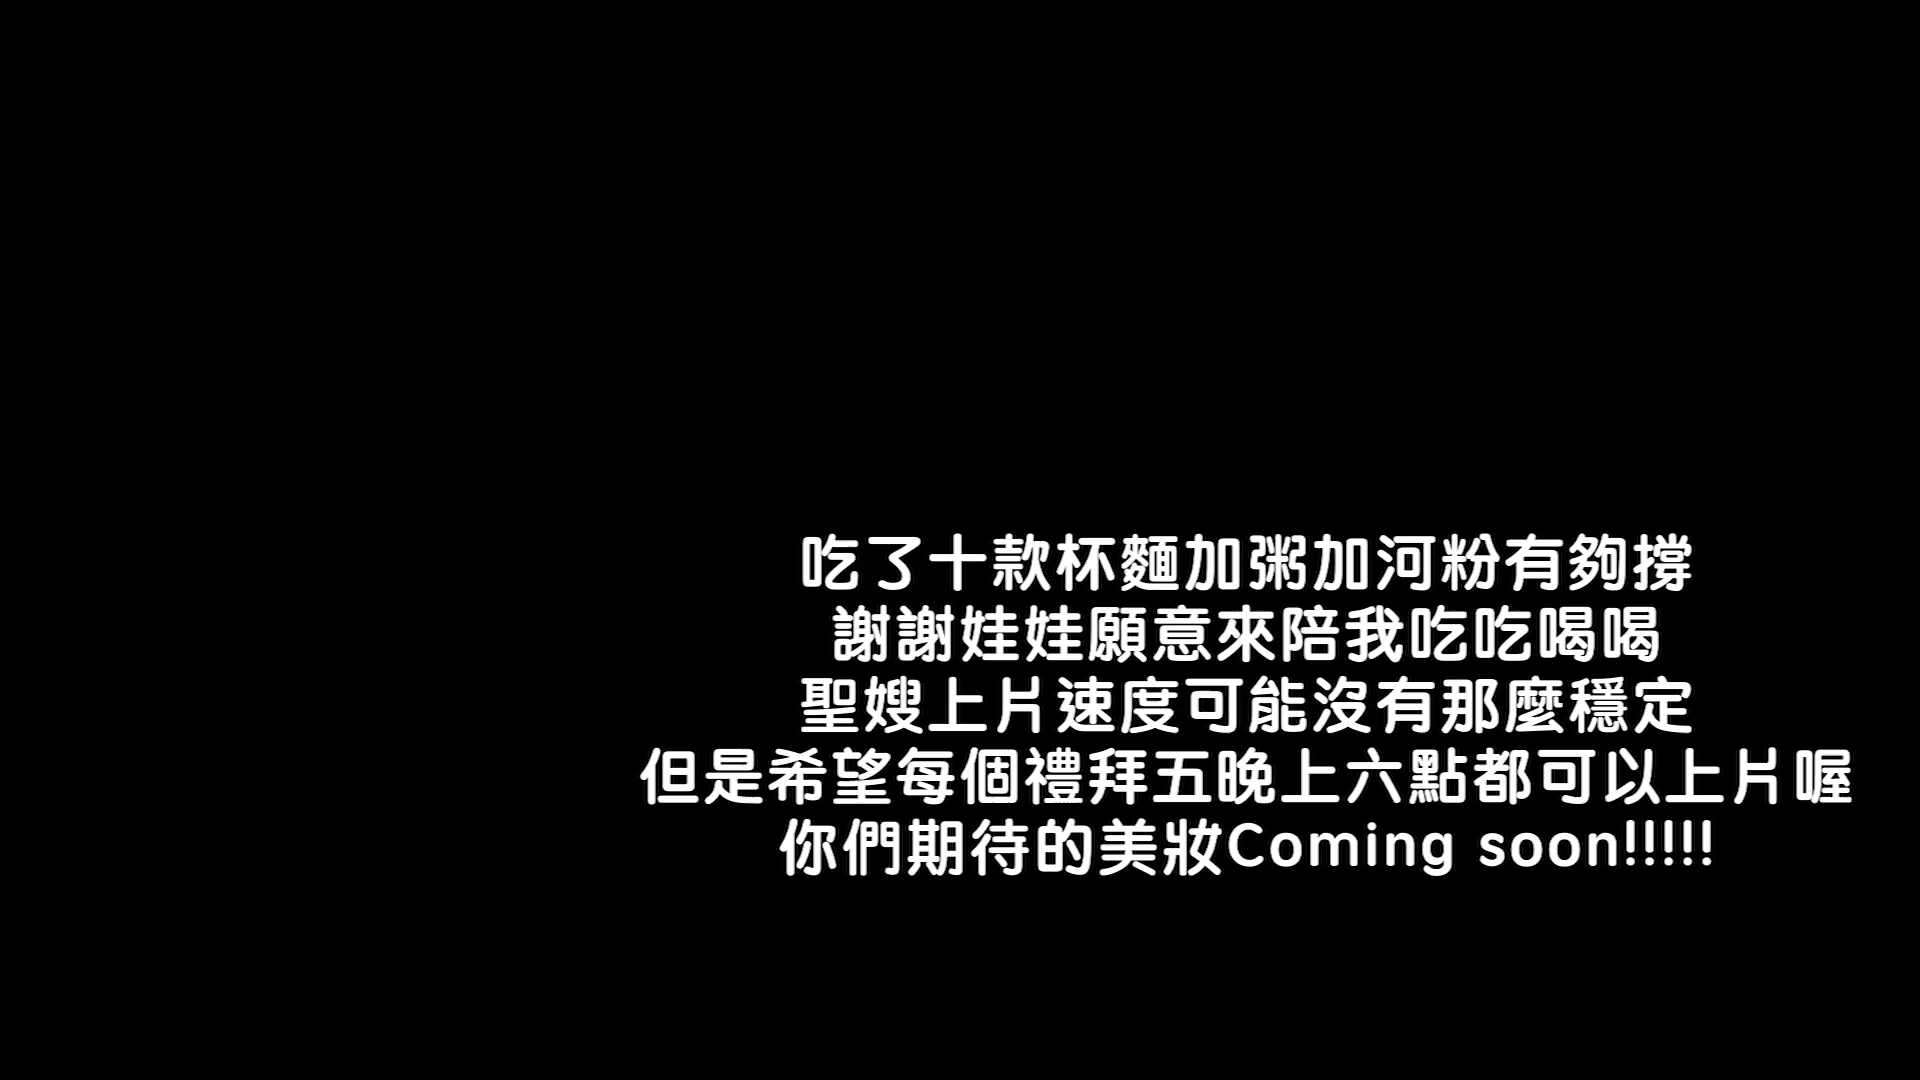 吃了十款杯麵加粥加河粉有夠撐
謝謝娃娃願意來陪我吃吃喝喝
聖嫂上片速度可能沒有那麼穩定
但是希望每個禮拜五晚上六點都可以上片喔
你們期待的美妝Coming soon!!!!!